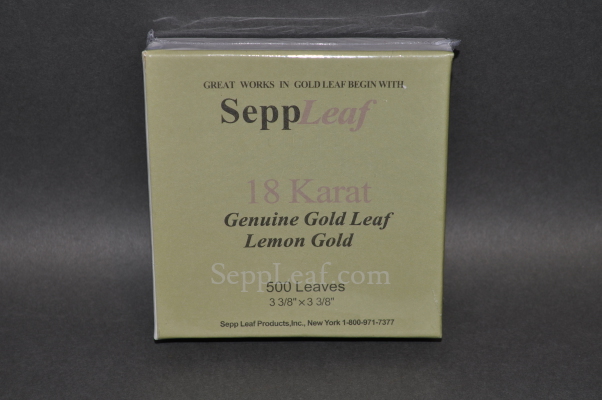 GREAT WORKS IN GOLD LEAF BEGIN WITH
SeppLeaf
18 Karat
Genuine Gold Leaf
Lemon Gold
SeppLeaf.com
500 Leaves
3 3/8" x 3 3/8"
Sepp Leaf Products,Inc., New York 1-800-971-7377